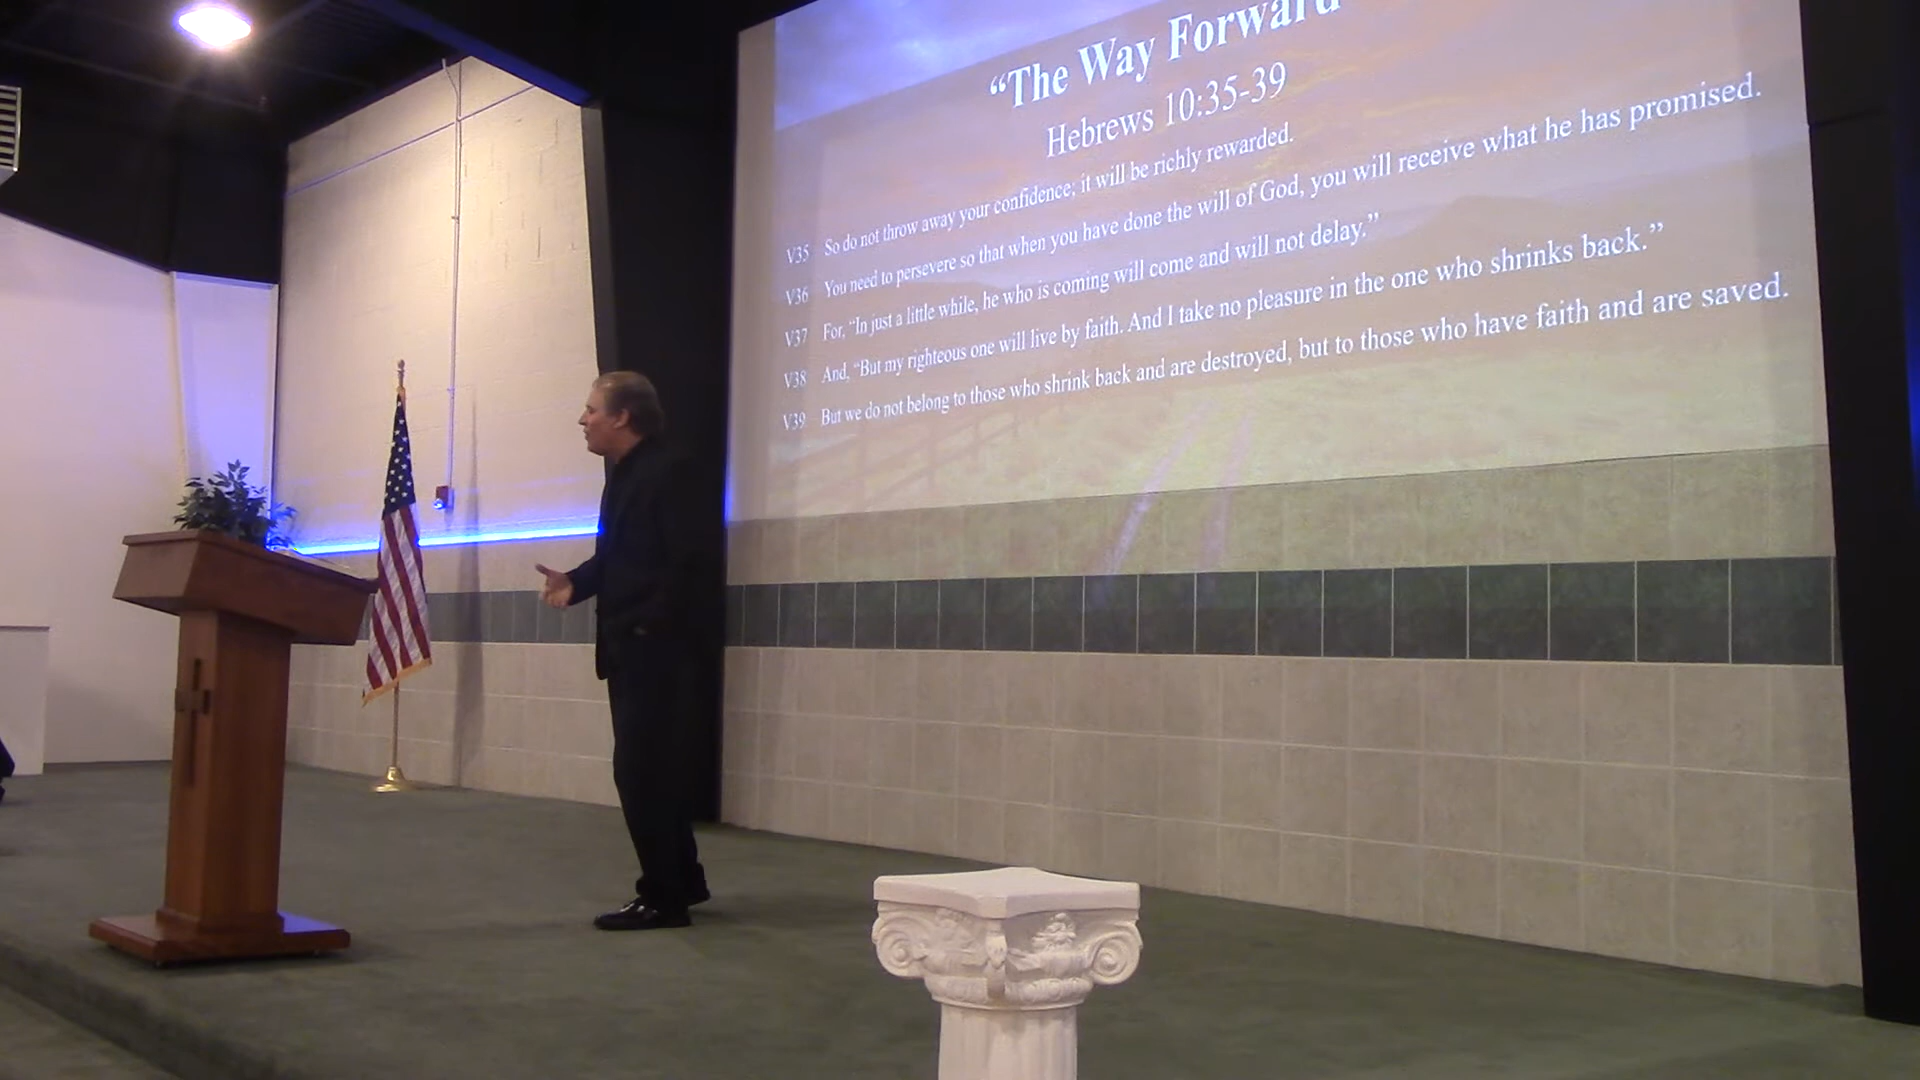 “The Way Forward
Hebrews 10:35-39
V35 So do not throw away your confidence; it will be richly rewarded.
V36 You need to persevere so that when you have done the will of God, you will receive what he has promised.
V37 For, “In just a little while, he who is coming will come and will not delay.”
V38 And, “But my righteous one will live by faith. And I take no pleasure in the one who shrinks back.”
V39 But we do not belong to those who shrink back and are destroyed, but to those who have faith and are saved.